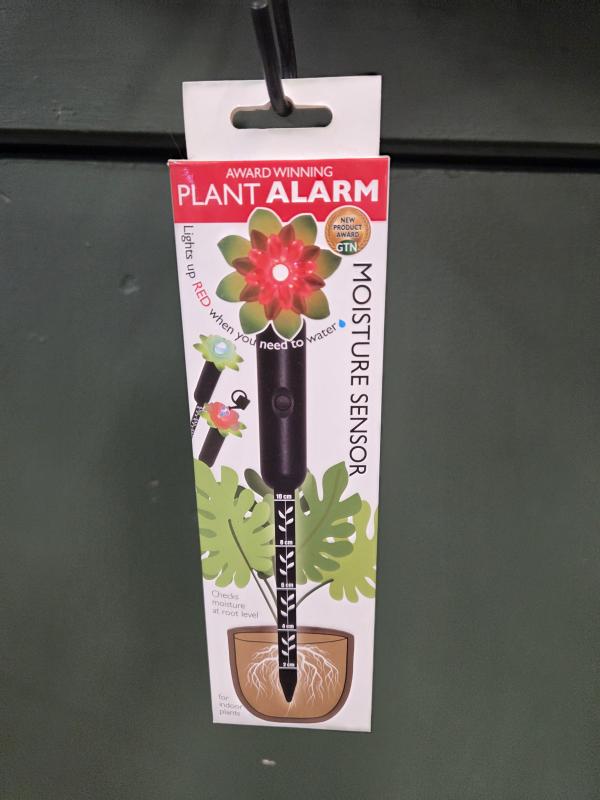 AWARD WINNING
PLANT ALARM
NEW
PRODUCT
AWARD
GTN
Lights up RED when you need to water
MOISTURE SENSOR
10 cm
8 cm
6 cm
4 cm
2 cm
Checks
moisture
at root level
for
indoor
plants